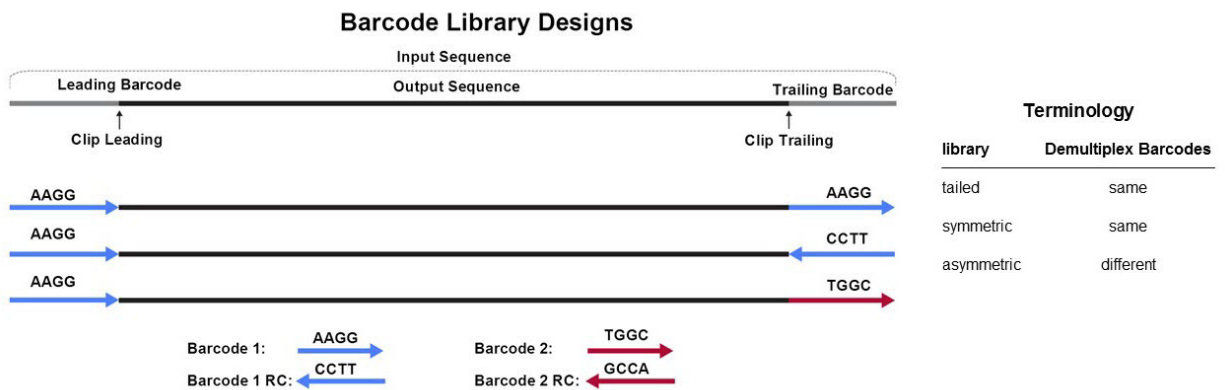 Barcode Library Designs
Input Sequence
Leading Barcode Output Sequence Trailing Barcode
Clip Leading Clip Trailing
AAGG AAGG
AAGG CCTT
AAGG TGGC
Barcode 1: AAGG Barcode 2: TGGC
Barcode 1 RC: CCTT Barcode 2 RC: GCCA
Terminology
library Demultiplex Barcodes
tailed same
symmetric same
asymmetric different